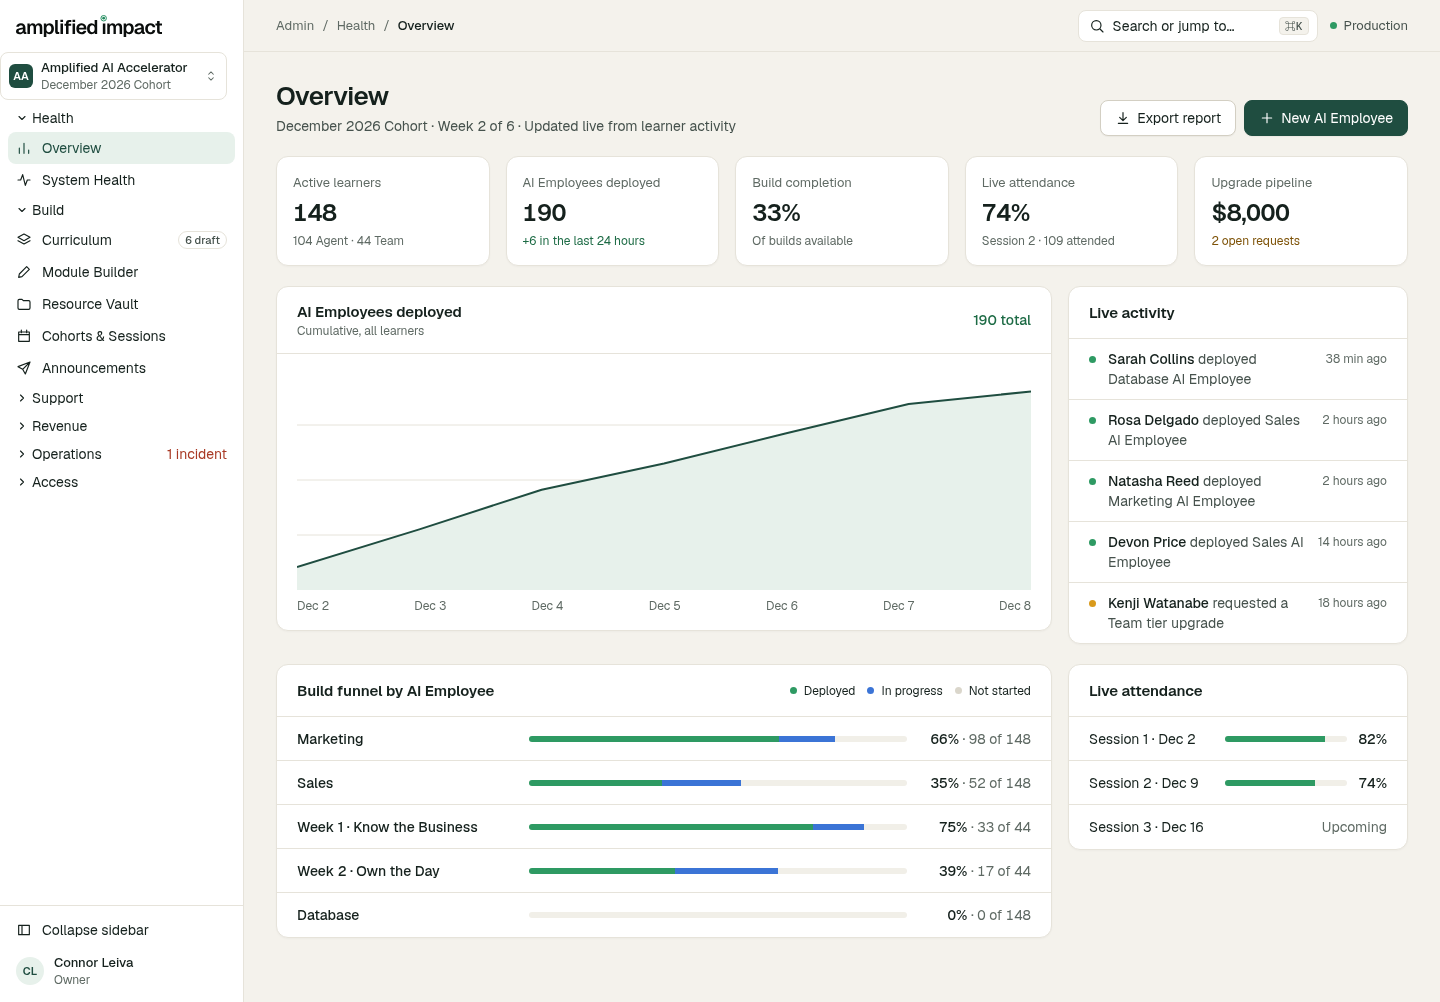 amplified impact
AA
Amplified AI Accelerator
December 2026 Cohort
Health
Overview
System Health
Build
Curriculum
6 draft
Module Builder
Resource Vault
Cohorts & Sessions
Announcements
Support
Revenue
Operations
1 incident
Access
Collapse sidebar
CL
Connor Leiva
Owner
Admin / Health / Overview
Search or jump to…
⌘K
Production
Overview
December 2026 Cohort · Week 2 of 6 · Updated live from learner activity
Export report
New AI Employee
Active learners
148
104 Agent · 44 Team
AI Employees deployed
190
+6 in the last 24 hours
Build completion
33%
Of builds available
Live attendance
74%
Session 2 · 109 attended
Upgrade pipeline
$8,000
2 open requests
AI Employees deployed
Cumulative, all learners
190 total
Dec 2
Dec 3
Dec 4
Dec 5
Dec 6
Dec 7
Dec 8
Live activity
Sarah Collins deployed
Database AI Employee
38 min ago
Rosa Delgado deployed Sales
AI Employee
2 hours ago
Natasha Reed deployed
Marketing AI Employee
2 hours ago
Devon Price deployed Sales AI
Employee
14 hours ago
Kenji Watanabe requested a
Team tier upgrade
18 hours ago
Build funnel by AI Employee
Deployed
In progress
Not started
Marketing
66% · 98 of 148
Sales
35% · 52 of 148
Week 1 · Know the Business
75% · 33 of 44
Week 2 · Own the Day
39% · 17 of 44
Database
0% · 0 of 148
Live attendance
Session 1 · Dec 2
82%
Session 2 · Dec 9
74%
Session 3 · Dec 16
Upcoming